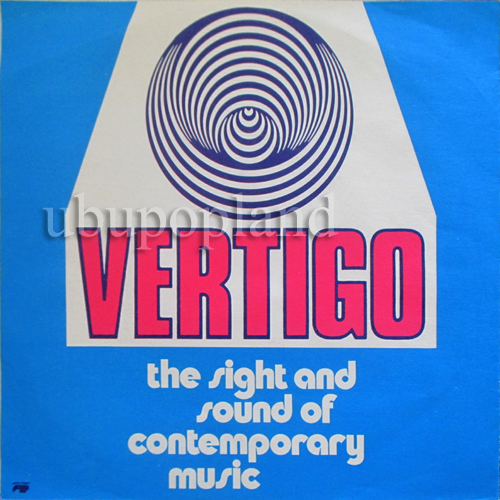 ubupopland
VERTIGO
the sight and
sound of
contemporary
music